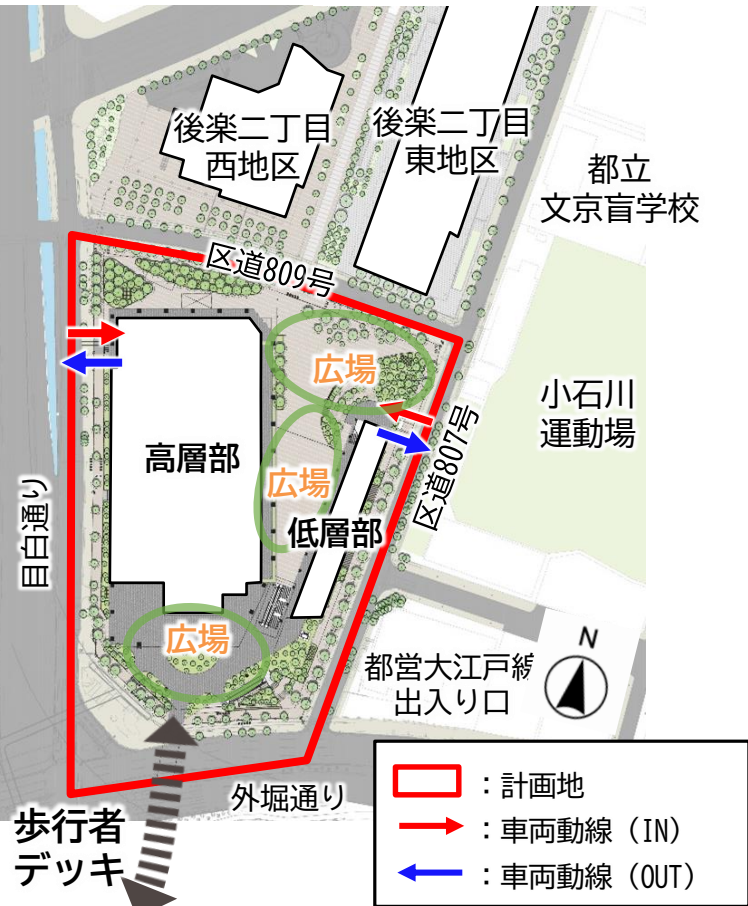 後楽二丁目
西地区
後楽二丁目
東地区
都立
文京盲学校
区道809号
広場
小石川
運動場
高層部
広場
区道807号
低層部
目白通り
広場
都営大江戸線
出入り口
N
外堀通り
歩行者
デッキ
：計画地
：車両動線（IN）
：車両動線（OUT）